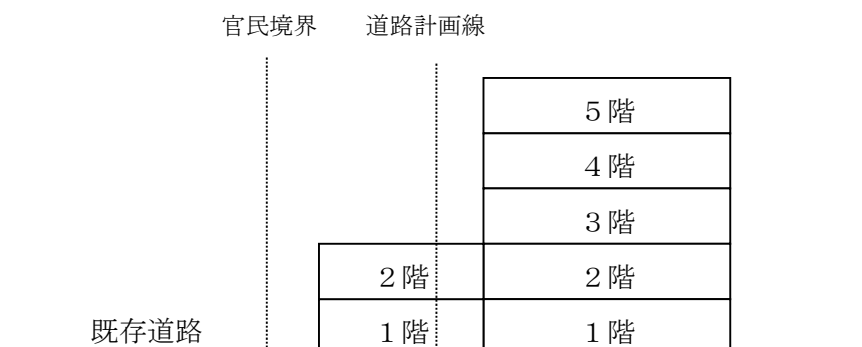 官民境界　道路計画線
５階
４階
３階
２階　２階
既存道路　１階　１階